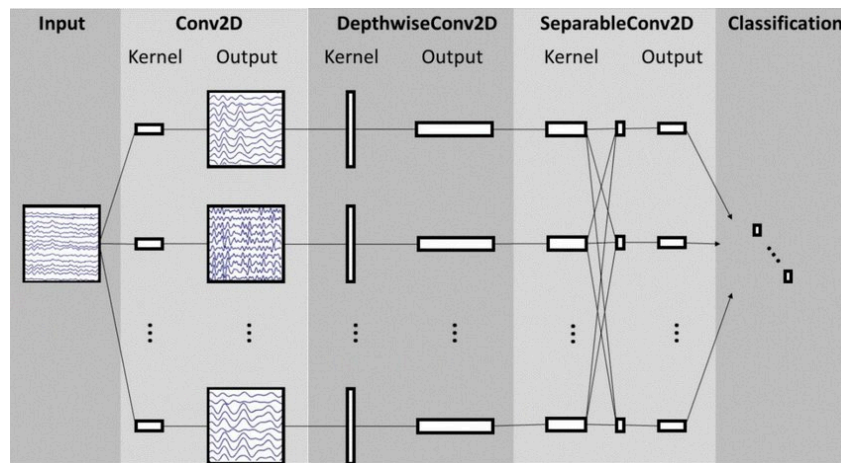 Input Conv2D DepthwiseConv2D SeparableConv2D Classification
Kernel Output Kernel Output Kernel Output